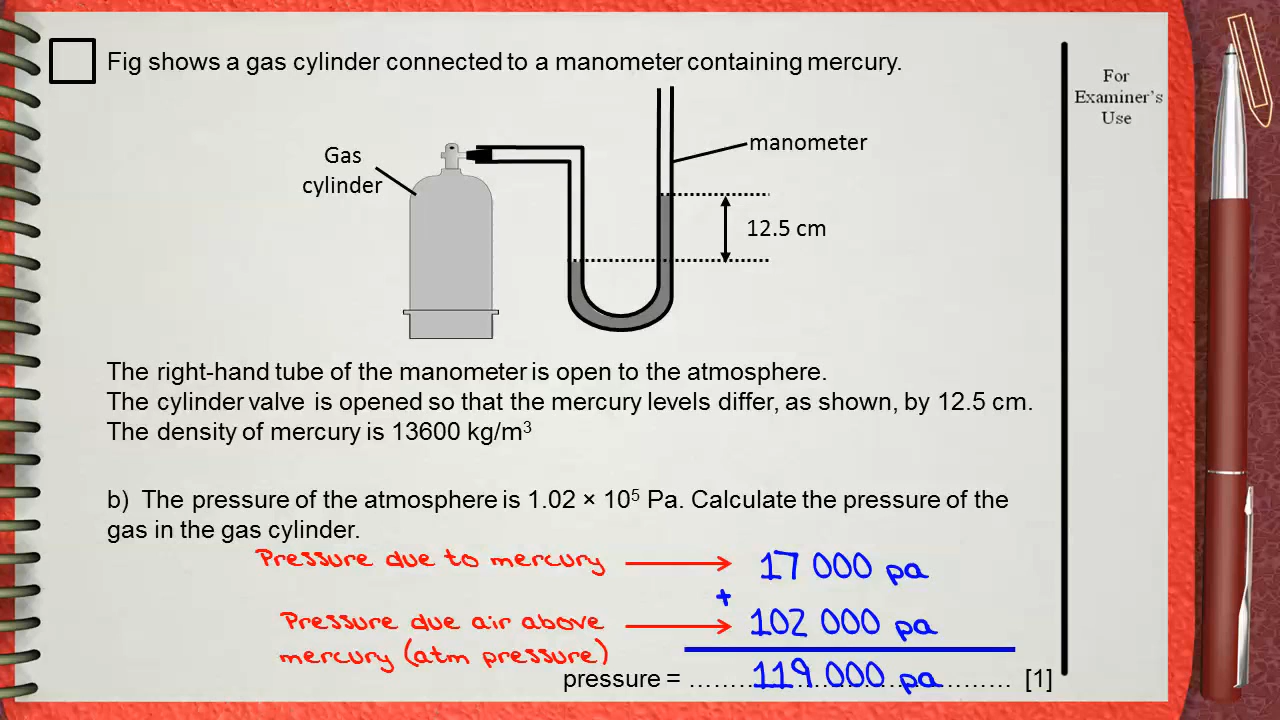 Fig shows a gas cylinder connected to a manometer containing mercury.
For
Examiner's
Use
Gas
cylinder
manometer
12.5 cm
The right-hand tube of the manometer is open to the atmosphere.
The cylinder valve is opened so that the mercury levels differ, as shown, by 12.5 cm.
The density of mercury is 13600 kg/m³
b) The pressure of the atmosphere is 1.02 × 10⁵ Pa. Calculate the pressure of the
gas in the gas cylinder.
Pressure due to mercury → 17 000 pa
+
Pressure due air above → 102 000 pa
mercury (atm pressure)
pressure = ........119 000 pa........ [1]